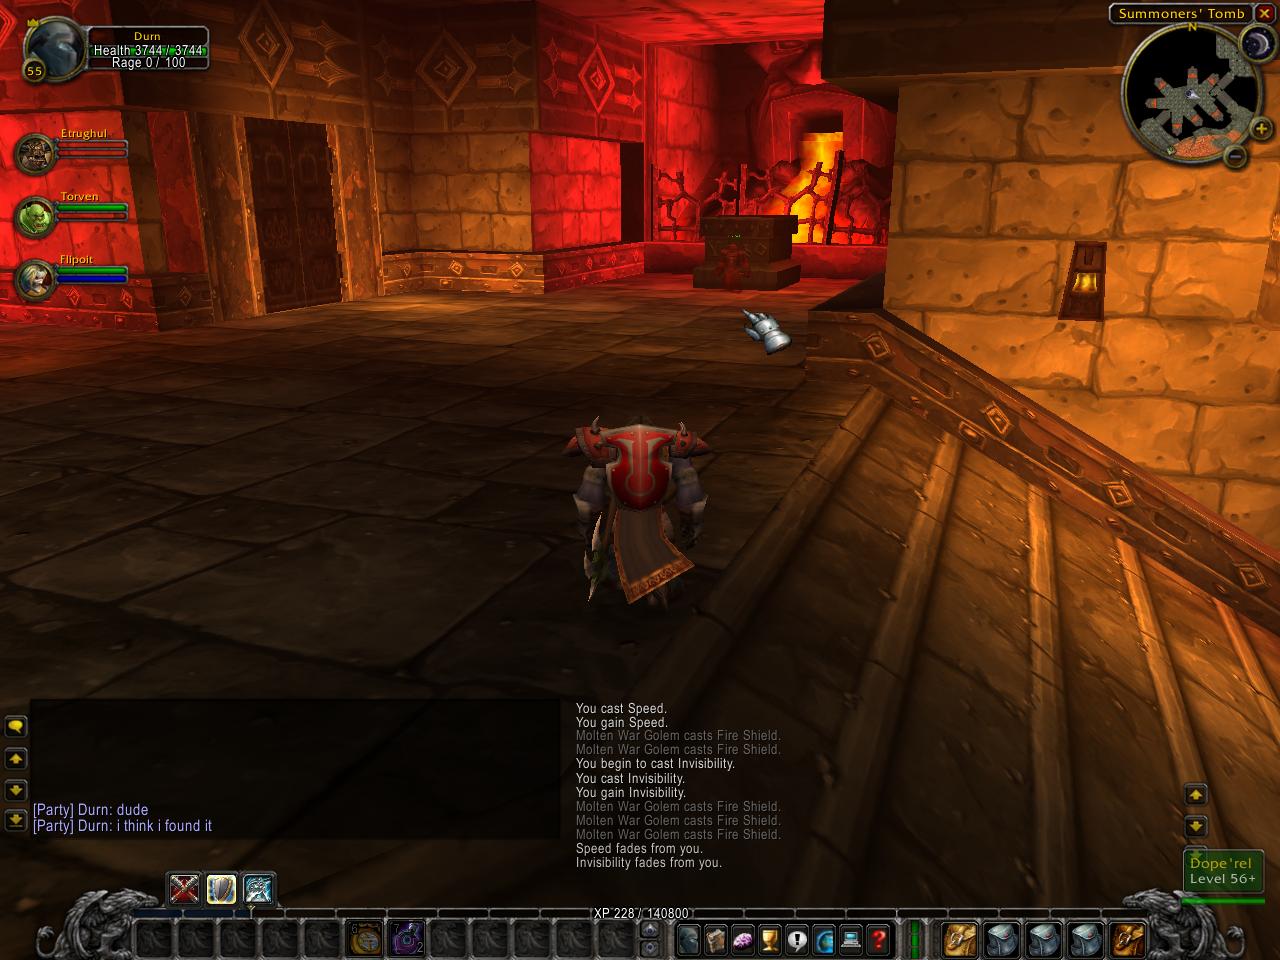 Summoners' Tomb
N
Durn
Health 3744 / 3744
Rage 0 / 100
55
Etrughul
Torven
Flipoit
You cast Speed.
You gain Speed.
Molten War Golem casts Fire Shield.
Molten War Golem casts Fire Shield.
You begin to cast Invisibility.
You cast Invisibility.
You gain Invisibility.
Molten War Golem casts Fire Shield.
Molten War Golem casts Fire Shield.
Molten War Golem casts Fire Shield.
Speed fades from you.
Invisibility fades from you.
[Party] Durn: dude
[Party] Durn: i think i found it
Dope'rel
Level 56+
XP 228 / 140800
2